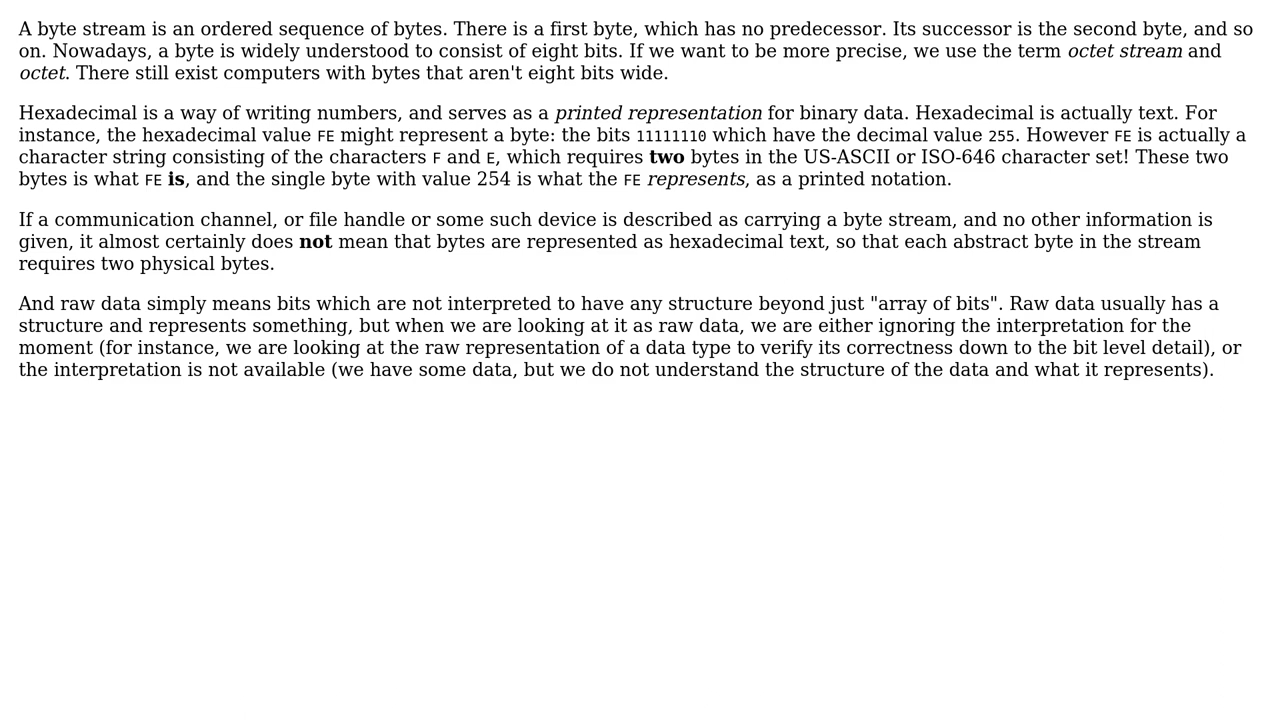 A byte stream is an ordered sequence of bytes. There is a first byte, which has no predecessor. Its successor is the second byte, and so
on. Nowadays, a byte is widely understood to consist of eight bits. If we want to be more precise, we use the term octet stream and
octet. There still exist computers with bytes that aren't eight bits wide.
Hexadecimal is a way of writing numbers, and serves as a printed representation for binary data. Hexadecimal is actually text. For
instance, the hexadecimal value FE might represent a byte: the bits 11111110 which have the decimal value 255. However FE is actually a
character string consisting of the characters F and E, which requires two bytes in the US-ASCII or ISO-646 character set! These two
bytes is what FE is, and the single byte with value 254 is what the FE represents, as a printed notation.
If a communication channel, or file handle or some such device is described as carrying a byte stream, and no other information is
given, it almost certainly does not mean that bytes are represented as hexadecimal text, so that each abstract byte in the stream
requires two physical bytes.
And raw data simply means bits which are not interpreted to have any structure beyond just "array of bits". Raw data usually has a
structure and represents something, but when we are looking at it as raw data, we are either ignoring the interpretation for the
moment (for instance, we are looking at the raw representation of a data type to verify its correctness down to the bit level detail), or
the interpretation is not available (we have some data, but we do not understand the structure of the data and what it represents).